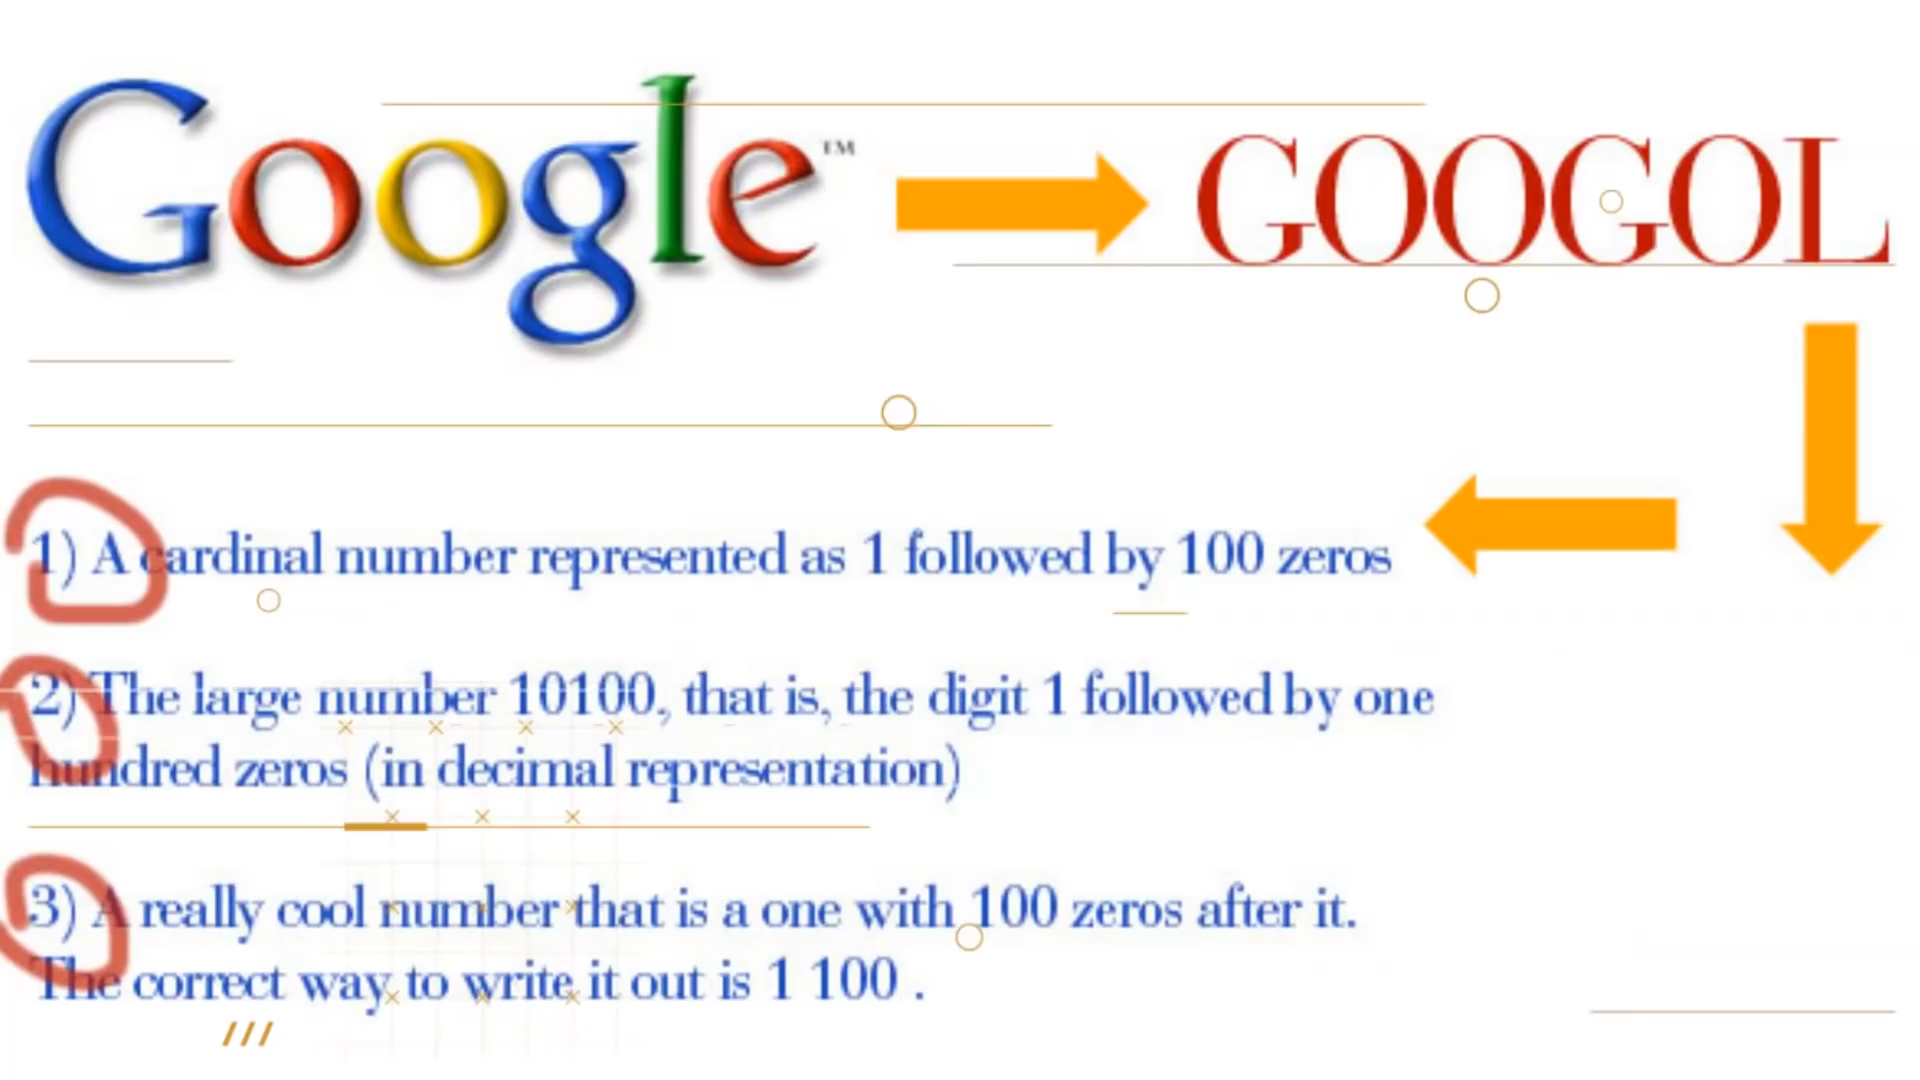 Google™
GOOGOL
1) A cardinal number represented as 1 followed by 100 zeros
2) The large number 10100, that is, the digit 1 followed by one
hundred zeros (in decimal representation)
3) A really cool number that is a one with 100 zeros after it.
The correct way to write it out is 1 100 .